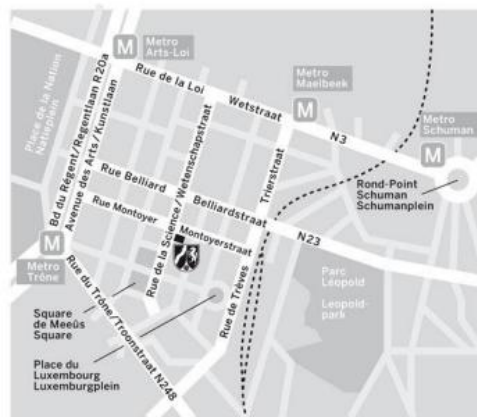 M
Metro
Arts-Loi
Rue de la Loi
Wetstraat
Metro
Maelbeek
M
N3
Metro
Schuman
M
Place de la Nation
Natieplein
Bd du Régent/Regentlaan R20a
Avenue des Arts/Kunstlaan
Rue de la Science/Wetenschapstraat
Trierstraat
Rond-Point
Schuman
Schumanplein
Rue Belliard
Belliardstraat
N23
Rue Montoyer
Montoyerstraat
M
Metro
Trône
Rue du Trône/Troonstraat N248
Rue de Trèves
Parc
Léopold
Leopold-
park
Square
de Meeûs
Square
Place du
Luxembourg
Luxemburgplein